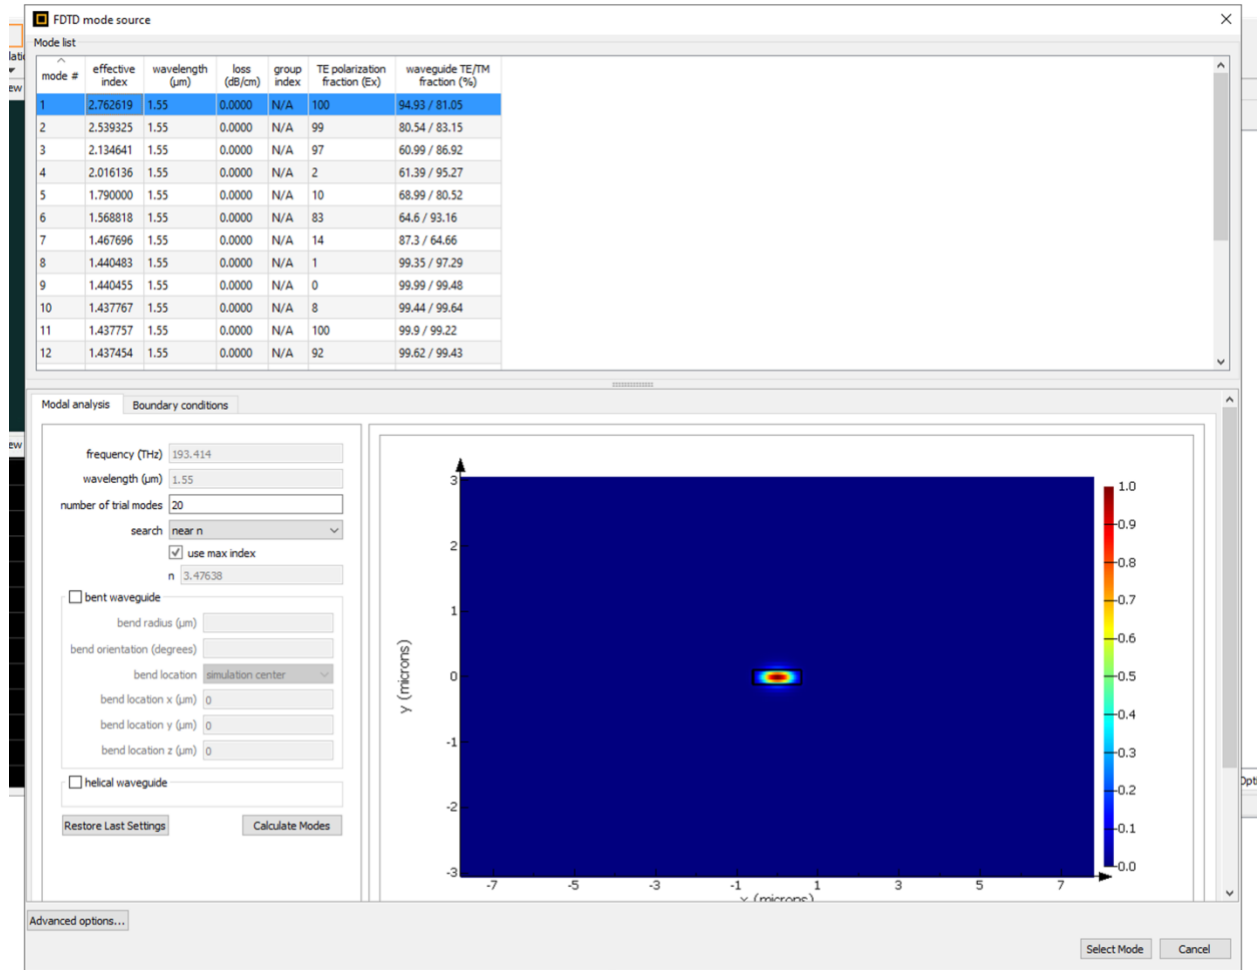 FDTD mode source
Mode list
mode # effective index wavelength (µm) loss (dB/cm) group index TE polarization fraction (Ex) waveguide TE/TM fraction (%)
1 2.762619 1.55 0.0000 N/A 100 94.93 / 81.05
2 2.539325 1.55 0.0000 N/A 99 80.54 / 83.15
3 2.134641 1.55 0.0000 N/A 97 60.99 / 86.92
4 2.016136 1.55 0.0000 N/A 2 61.39 / 95.27
5 1.790000 1.55 0.0000 N/A 10 68.99 / 80.52
6 1.568818 1.55 0.0000 N/A 83 64.6 / 93.16
7 1.467696 1.55 0.0000 N/A 14 87.3 / 64.66
8 1.440483 1.55 0.0000 N/A 1 99.35 / 97.29
9 1.440455 1.55 0.0000 N/A 0 99.99 / 99.48
10 1.437767 1.55 0.0000 N/A 8 99.44 / 99.64
11 1.437757 1.55 0.0000 N/A 100 99.9 / 99.22
12 1.437454 1.55 0.0000 N/A 92 99.62 / 99.43
Modal analysis Boundary conditions
frequency (THz) 193.414
wavelength (µm) 1.55
number of trial modes 20
search near n
use max index
n 3.47638
bent waveguide
bend radius (µm)
bend orientation (degrees)
bend location simulation center
bend location x (µm) 0
bend location y (µm) 0
bend location z (µm) 0
helical waveguide
Restore Last Settings Calculate Modes
y (microns)
3
2
1
0
-1
-2
-3
-7 -5 -3 -1 1 3 5 7
x (microns)
1.0
0.9
0.8
0.7
0.6
0.5
0.4
0.3
0.2
0.1
0.0
Advanced options...
Select Mode Cancel